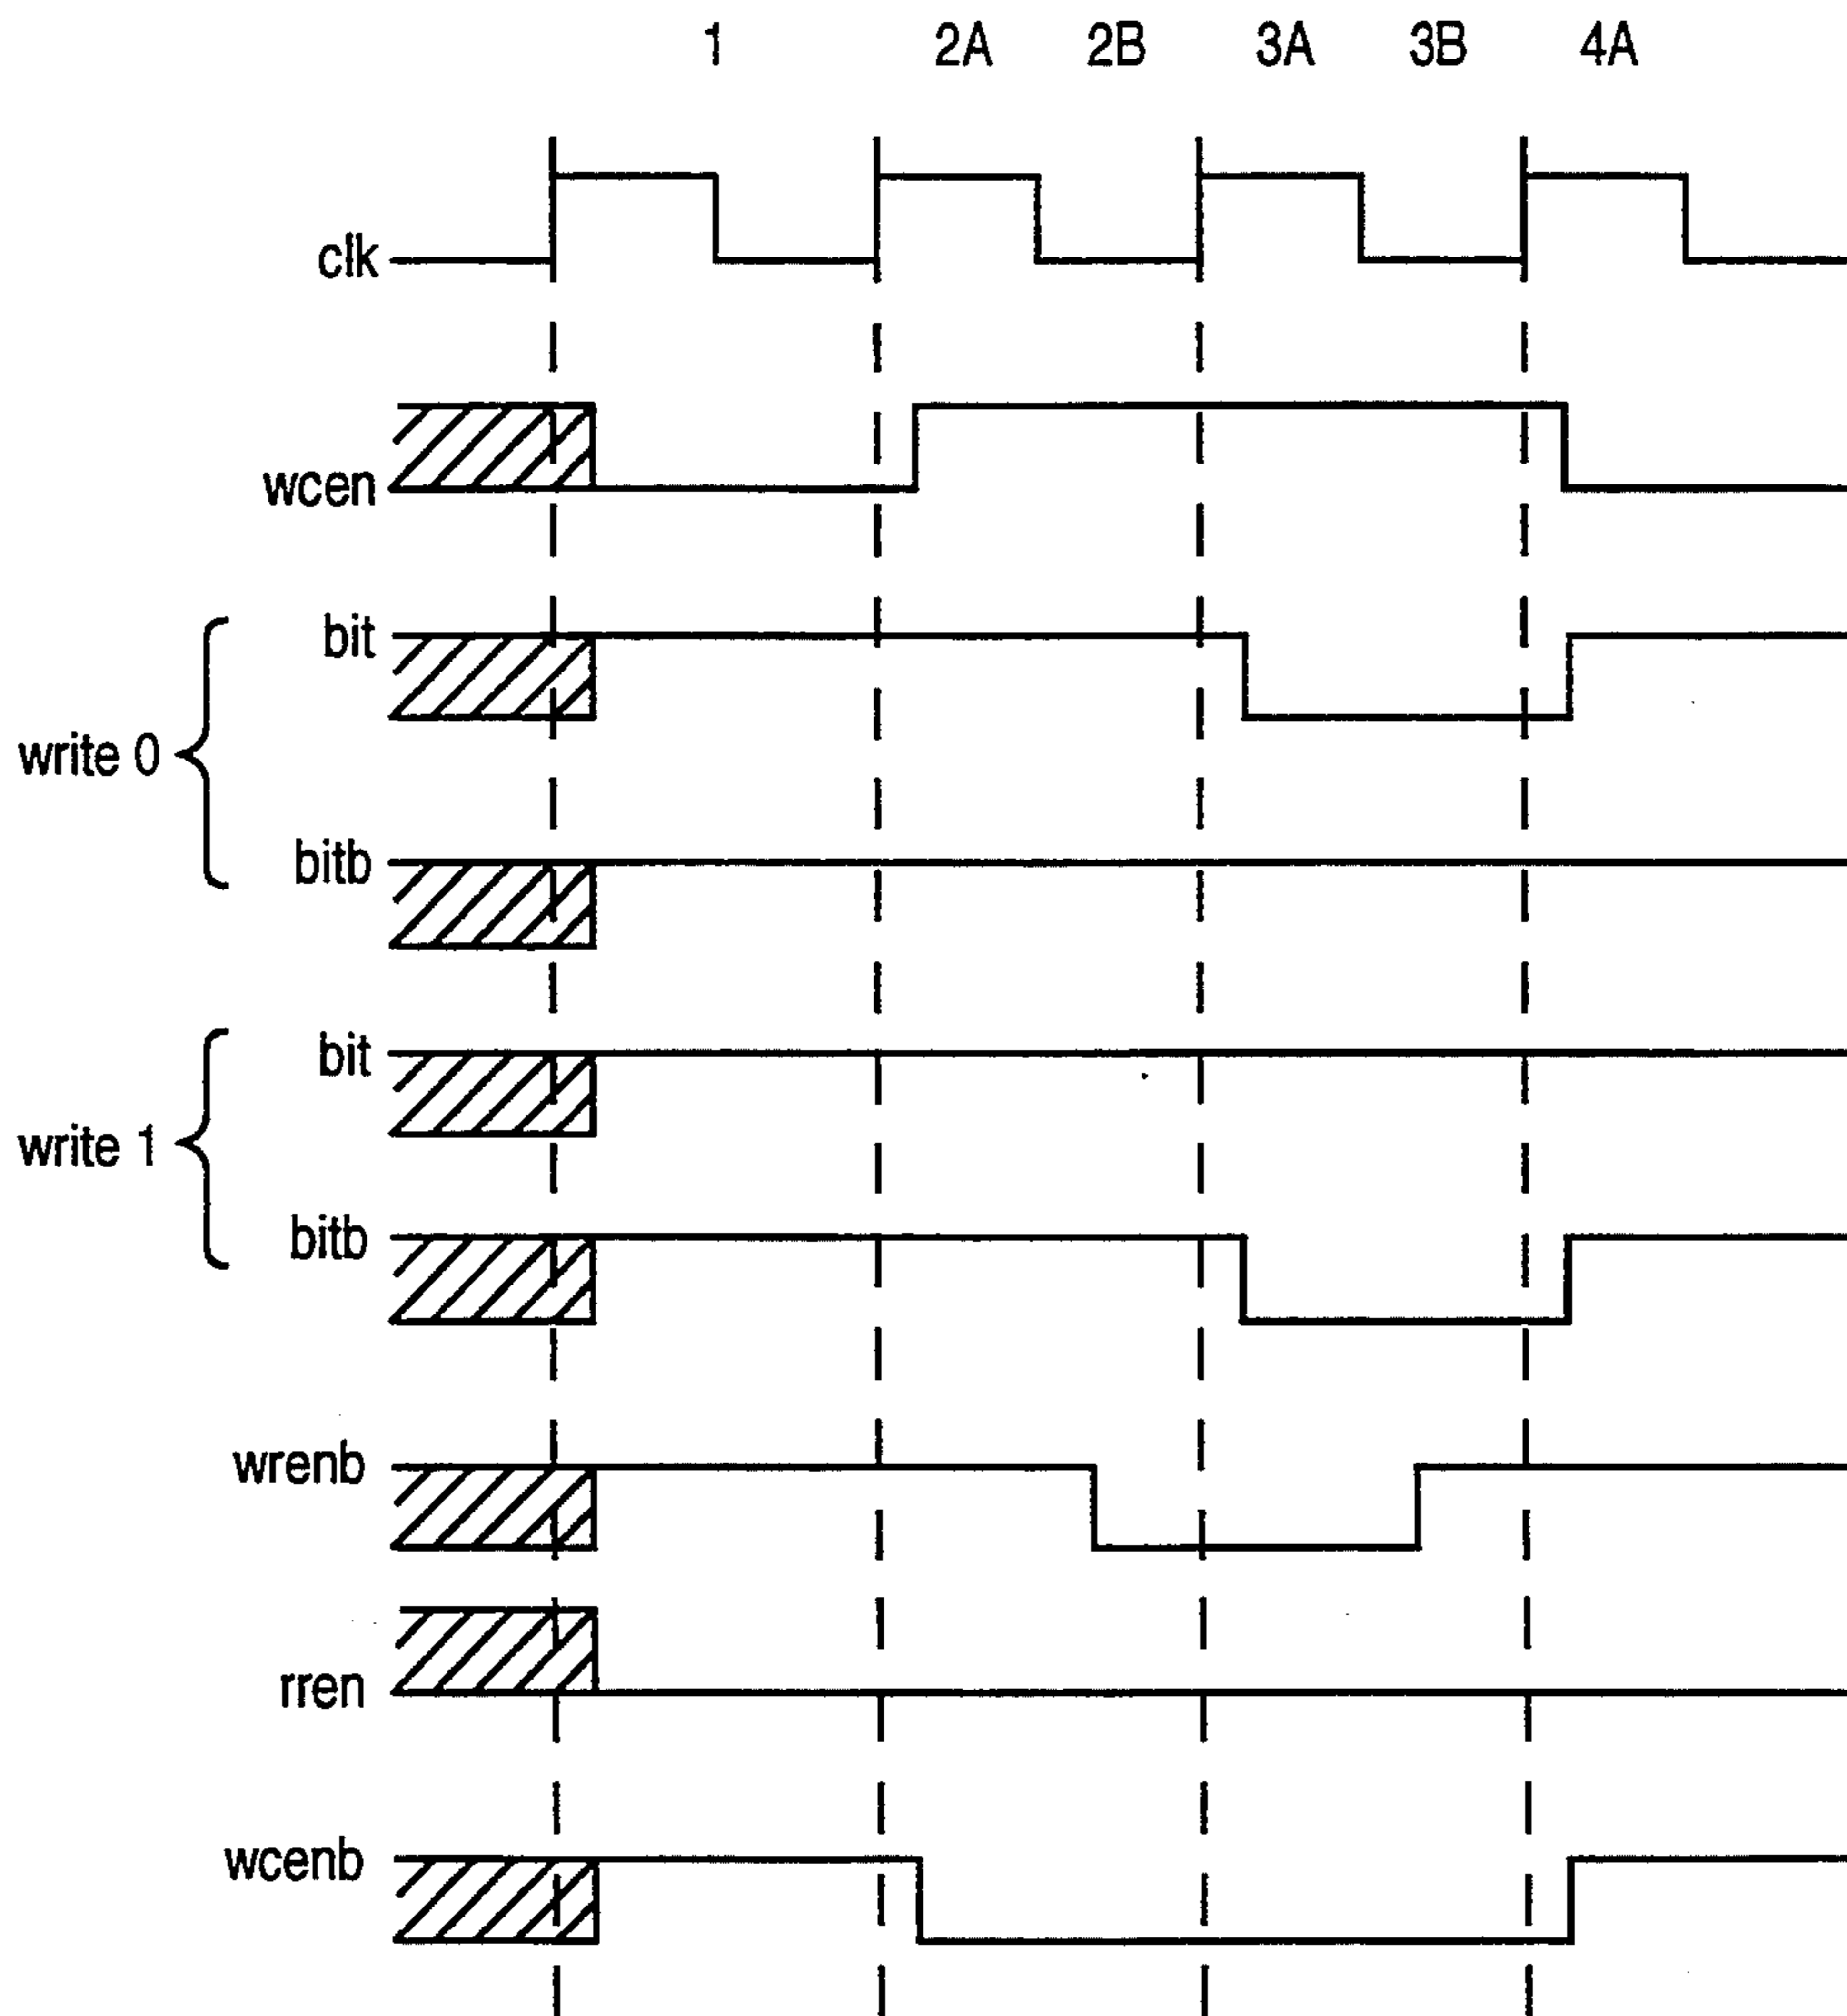 1 2A 2B 3A 3B 4A
clk
wcen
bit
write 0
bitb
bit
write 1
bitb
wrenb
rren
wcenb